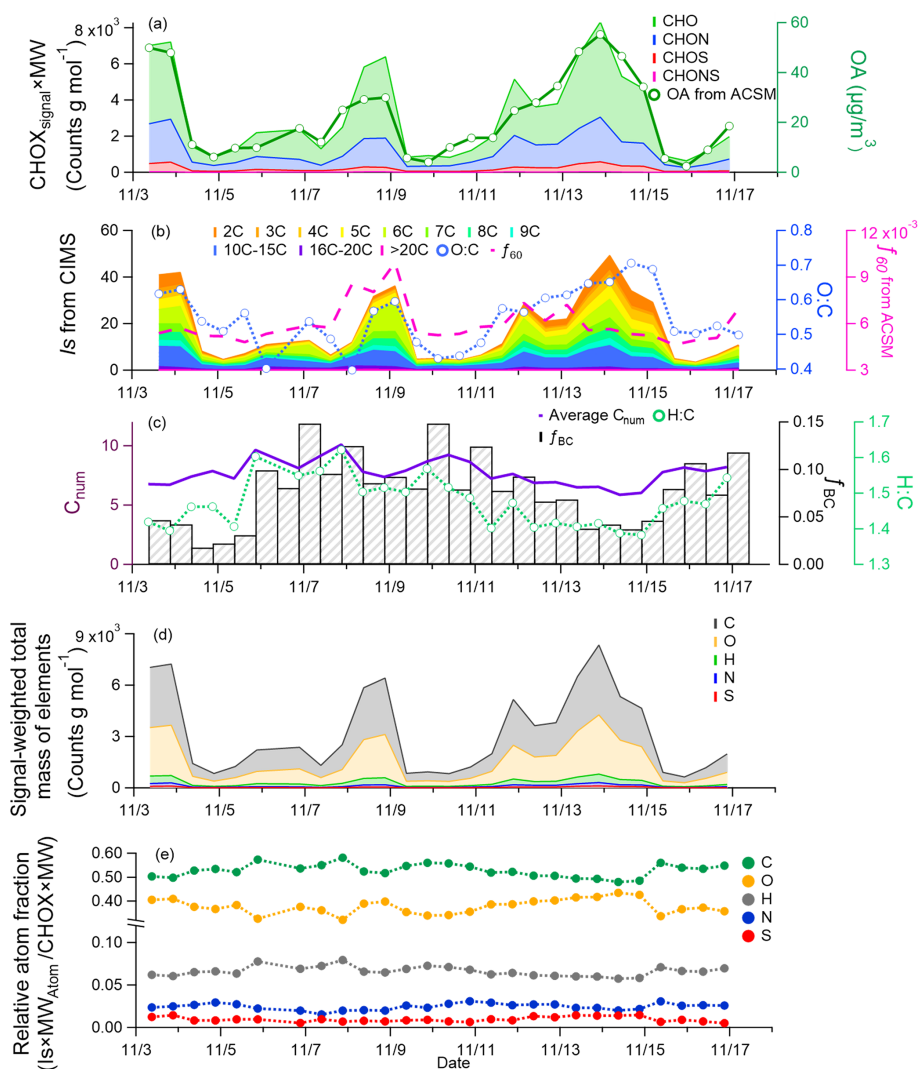 (a)
8 x10³
6
4
2
0
CHOXsignal×MW
(Counts g mol⁻¹)
CHO
CHON
CHOS
CHONS
OA from ACSM
60
40
20
0
OA (µg/m³)
11/3 11/5 11/7 11/9 11/11 11/13 11/15 11/17
(b)
60
40
20
0
Is from CIMS
2C 3C 4C 5C 6C 7C 8C 9C
10C-15C 16C-20C >20C O:C f60
0.8
0.7
0.6
0.5
0.4
O:C
12 x10⁻³
9
6
3
f60 from ACSM
11/3 11/5 11/7 11/9 11/11 11/13 11/15 11/17
(c)
10
5
0
Cnum
Average Cnum H:C
fBC
0.15
0.10
0.05
0.00
fBC
1.7
1.6
1.5
1.4
1.3
H:C
11/3 11/5 11/7 11/9 11/11 11/13 11/15 11/17
(d)
9 x10³
6
3
0
Signal-weighted total
mass of elements
(Counts g mol⁻¹)
C
O
H
N
S
11/3 11/5 11/7 11/9 11/11 11/13 11/15 11/17
(e)
0.60
0.50
0.40
0.10
0.05
0.00
Relative atom fraction
(Is×MWAtom/CHOX×MW)
C
O
H
N
S
11/3 11/5 11/7 11/9 11/11 11/13 11/15 11/17
Date